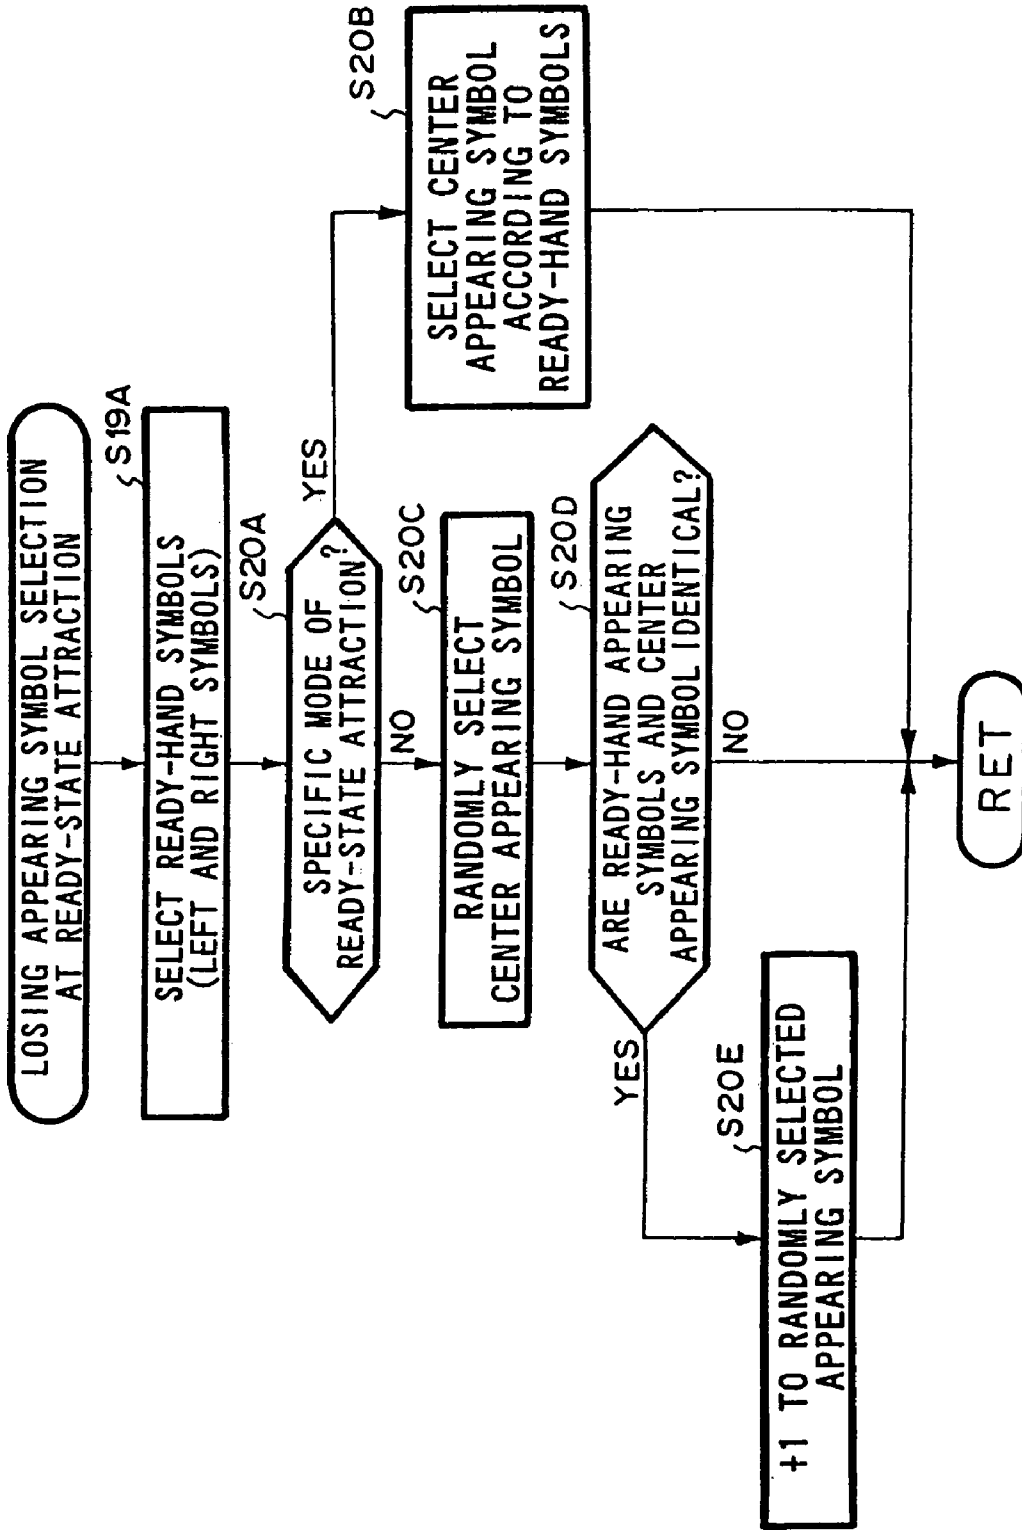 LOSING APPEARING SYMBOL SELECTION
AT READY-STATE ATTRACTION
S19A
SELECT READY-HAND SYMBOLS
(LEFT AND RIGHT SYMBOLS)
S20A
SPECIFIC MODE OF
READY-STATE ATTRACTION?
YES
NO
S20B
SELECT CENTER
APPEARING SYMBOL
ACCORDING TO
READY-HAND SYMBOLS
S20C
RANDOMLY SELECT
CENTER APPEARING SYMBOL
S20D
ARE READY-HAND APPEARING
SYMBOLS AND CENTER
APPEARING SYMBOL IDENTICAL?
YES
NO
S20E
+1 TO RANDOMLY SELECTED
APPEARING SYMBOL
RET